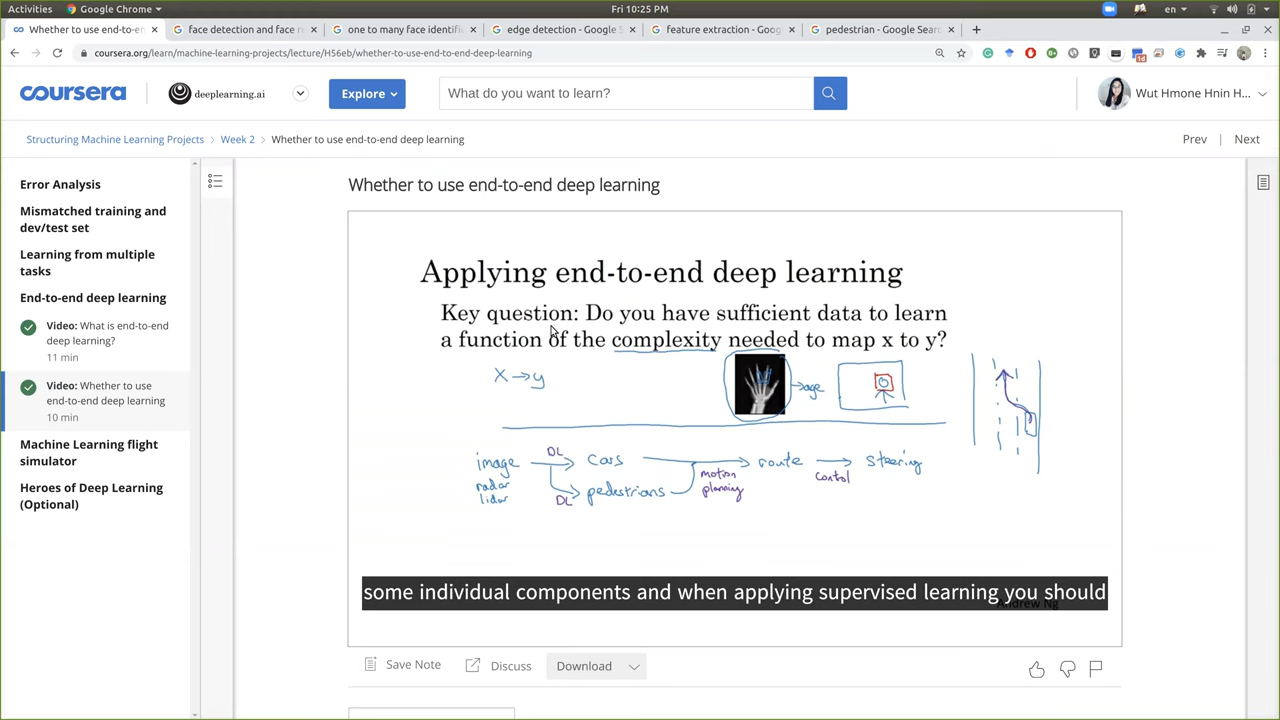 Activities
Google Chrome
Fri 10:25 PM
en
Whether to use end-to-en
face detection and face re
one to many face identifie
edge detection - Google S
feature extraction - Googl
pedestrian - Google Searc
coursera.org/learn/machine-learning-projects/lecture/H56eb/whether-to-use-end-to-end-deep-learning
1d
coursera
deeplearning.ai
Explore
What do you want to learn?
Wut Hmone Hnin H...
Structuring Machine Learning Projects
Week 2
Whether to use end-to-end deep learning
Prev
Next
Error Analysis
Mismatched training and
dev/test set
Learning from multiple
tasks
End-to-end deep learning
Video: What is end-to-end
deep learning?
11 min
Video: Whether to use
end-to-end deep learning
10 min
Machine Learning flight
simulator
Heroes of Deep Learning
(Optional)
Whether to use end-to-end deep learning
Applying end-to-end deep learning
Key question: Do you have sufficient data to learn
a function of the complexity needed to map x to y?
X → y
→ age
image DL → cars → route → steering
radar
lidar
DL → pedestrians
motion
planning
control
some individual components and when applying supervised learning you should
Andrew Ng
Save Note
Discuss
Download